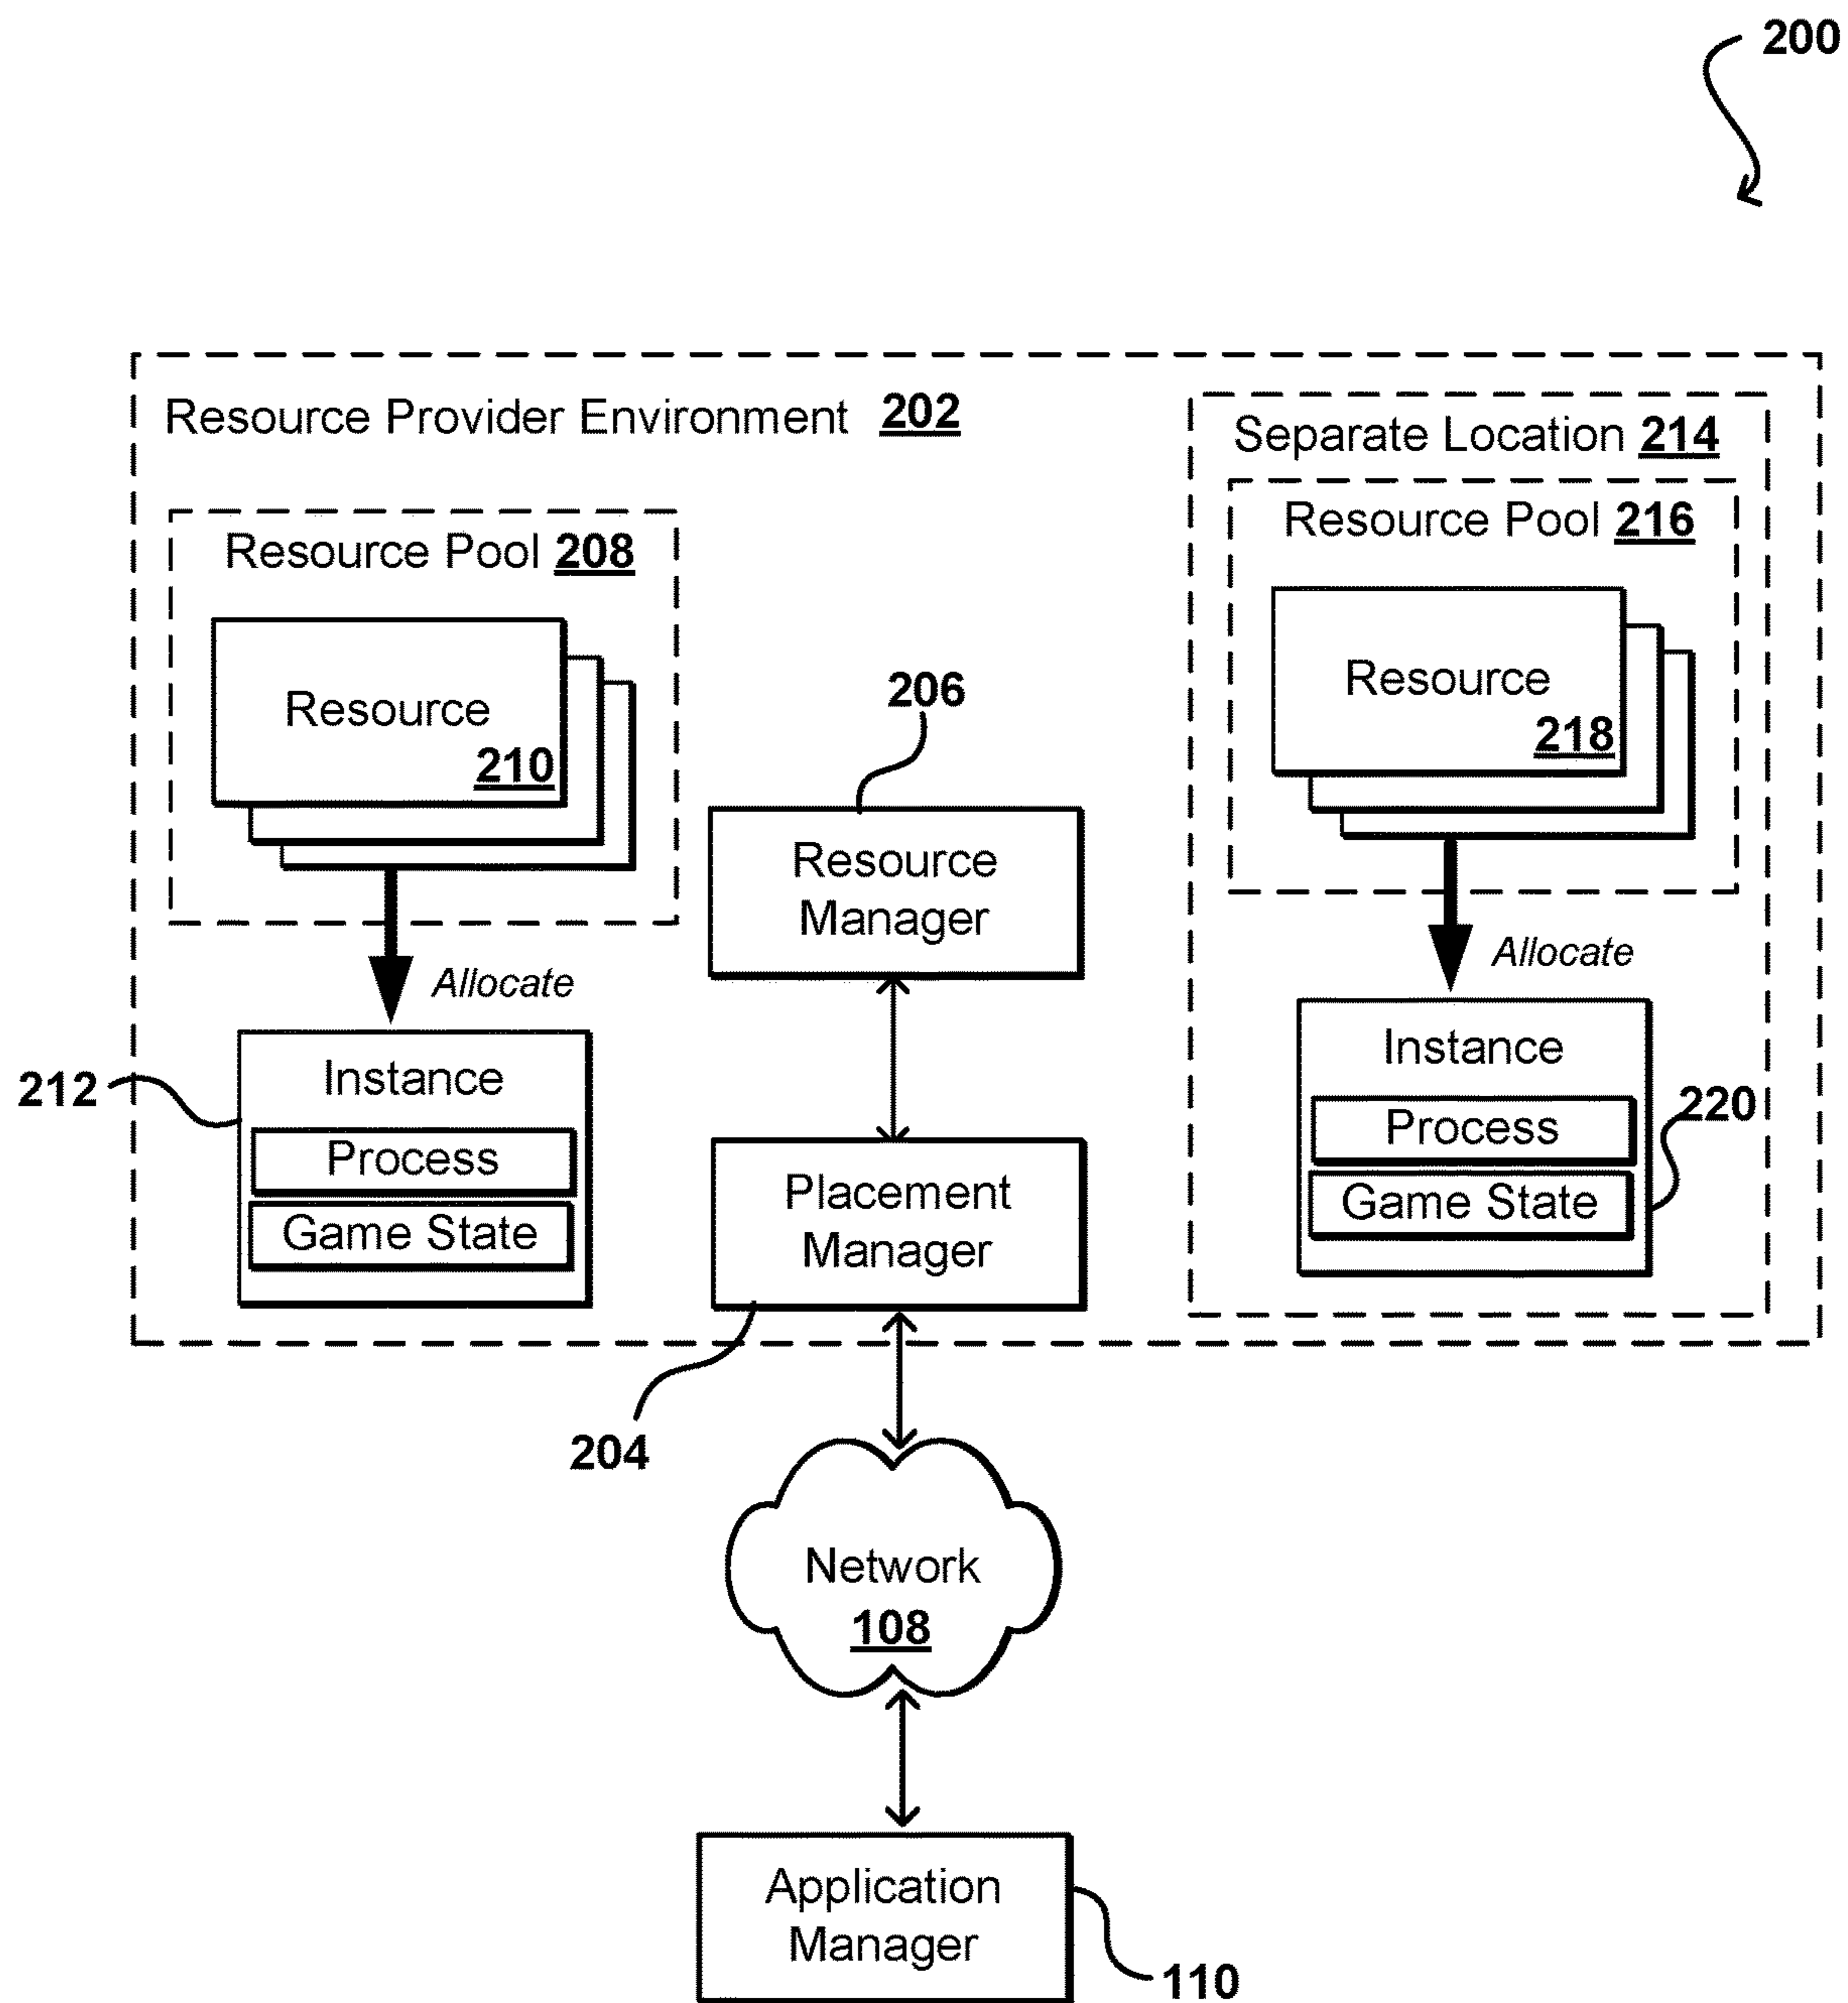 200
Resource Provider Environment 202
Separate Location 214
Resource Pool 208
Resource Pool 216
Resource
210
Resource
218
206
Resource
Manager
Allocate
Allocate
212
Instance
Process
Game State
Instance
Process
Game State
220
Placement
Manager
204
Network
108
Application
Manager
110